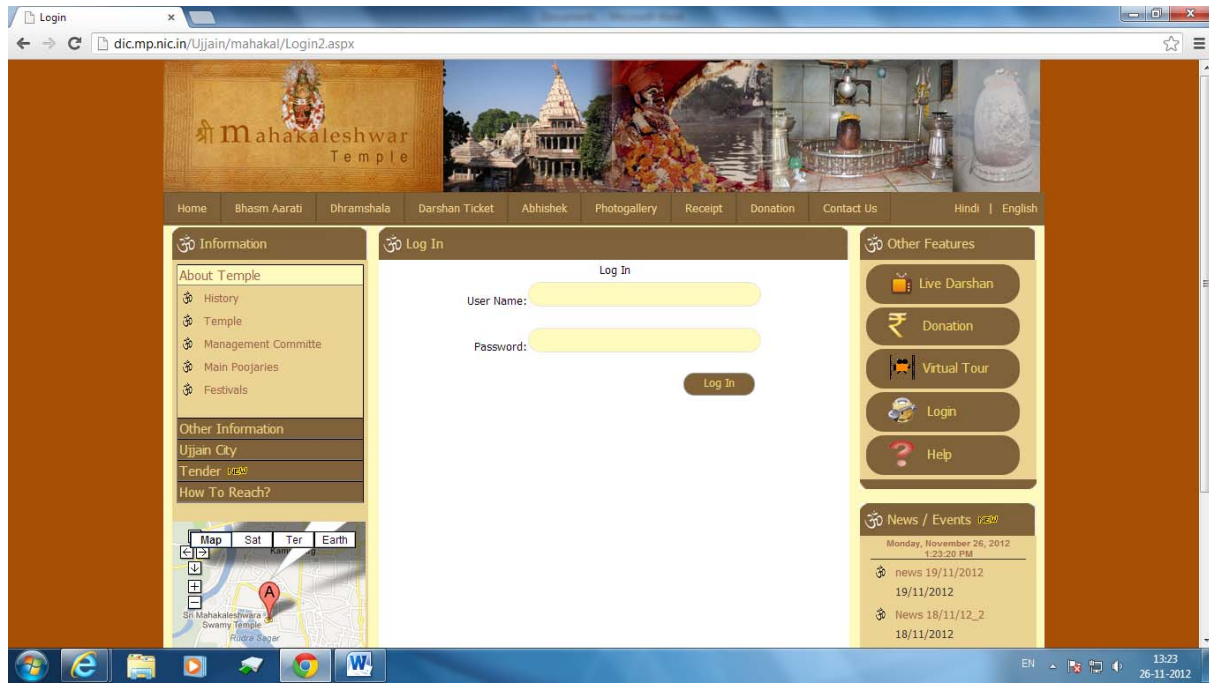 Login
dic.mp.nic.in/Ujjain/mahakal/Login2.aspx
श्री Mahakaleshwar
Temple
Home Bhasm Aarati Dhramshala Darshan Ticket Abhishek Photogallery Receipt Donation Contact Us Hindi | English
ॐ Information
About Temple
ॐ History
ॐ Temple
ॐ Management Committe
ॐ Main Poojaries
ॐ Festivals
Other Information
Ujjain City
Tender NEW
How To Reach?
Map Sat Ter Earth
A
Sri Mahakaleshwara
Swamy Temple
Rudra Sagar
ॐ Log In
Log In
User Name:
Password:
Log In
ॐ Other Features
Live Darshan
₹ Donation
Virtual Tour
Login
? Help
ॐ News / Events NEW
Monday, November 26, 2012
1:23:20 PM
ॐ news 19/11/2012
19/11/2012
ॐ News 18/11/12_2
18/11/2012
W
EN
13:23
26-11-2012